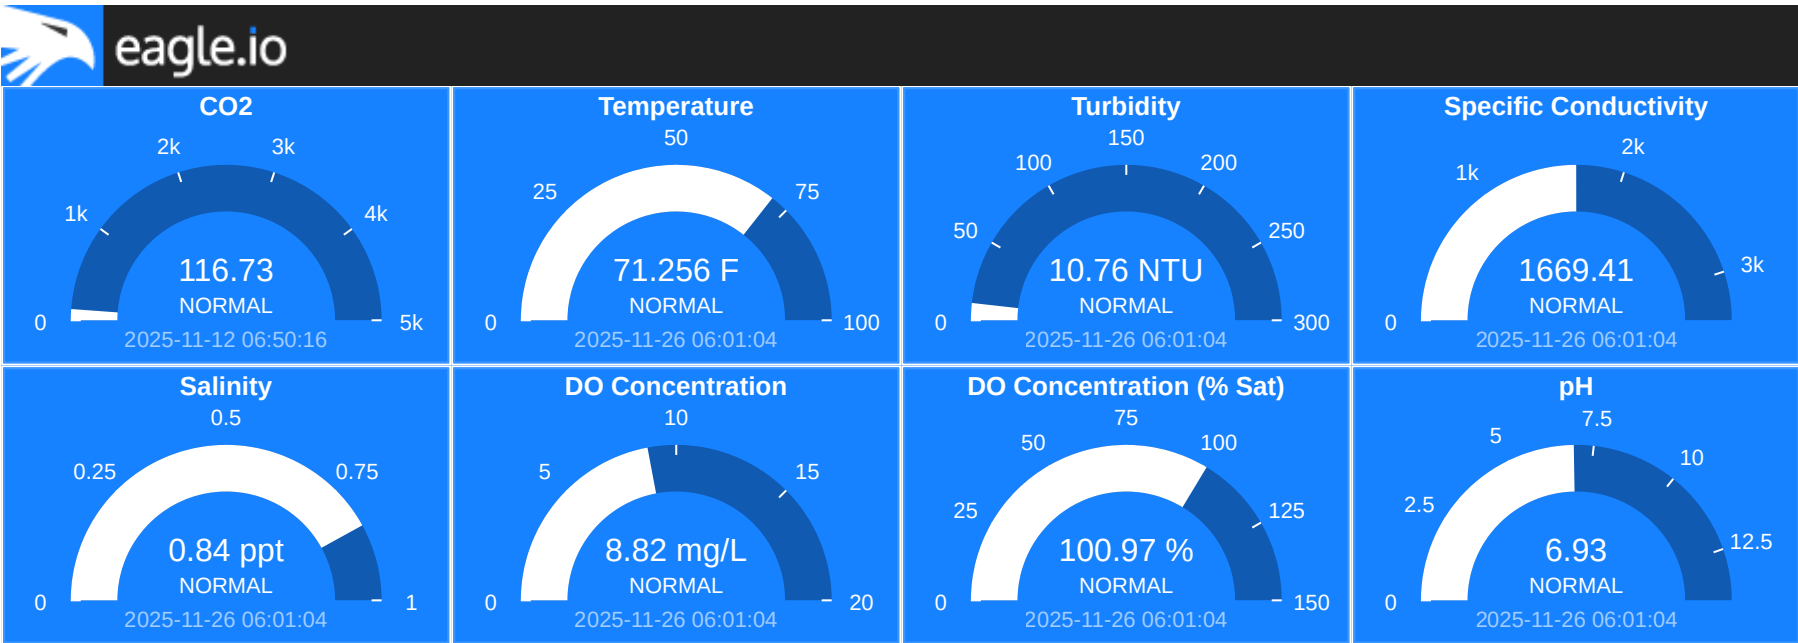 eagle.io
CO2
0
1k
2k
3k
4k
5k
116.73
NORMAL
2025-11-12 06:50:16
Temperature
0
25
50
75
100
71.256 F
NORMAL
2025-11-26 06:01:04
Turbidity
0
50
100
150
200
250
300
10.76 NTU
NORMAL
2025-11-26 06:01:04
Specific Conductivity
0
1k
2k
3k
1669.41
NORMAL
2025-11-26 06:01:04
Salinity
0
0.25
0.5
0.75
1
0.84 ppt
NORMAL
2025-11-26 06:01:04
DO Concentration
0
5
10
15
20
8.82 mg/L
NORMAL
2025-11-26 06:01:04
DO Concentration (% Sat)
0
25
50
75
100
125
150
100.97 %
NORMAL
2025-11-26 06:01:04
pH
0
2.5
5
7.5
10
12.5
6.93
NORMAL
2025-11-26 06:01:04